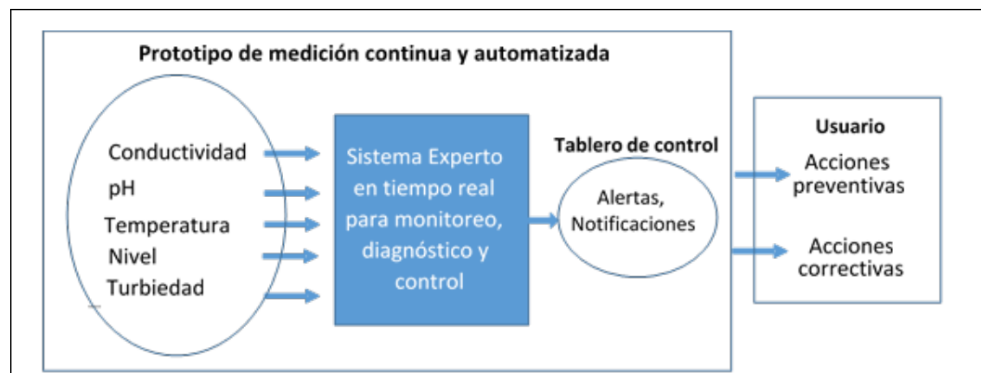 Prototipo de medición continua y automatizada
Conductividad
pH
Temperatura
Nivel
Turbiedad
Sistema Experto
en tiempo real
para monitoreo,
diagnóstico y
control
Tablero de control
Alertas,
Notificaciones
Usuario
Acciones
preventivas
Acciones
correctivas